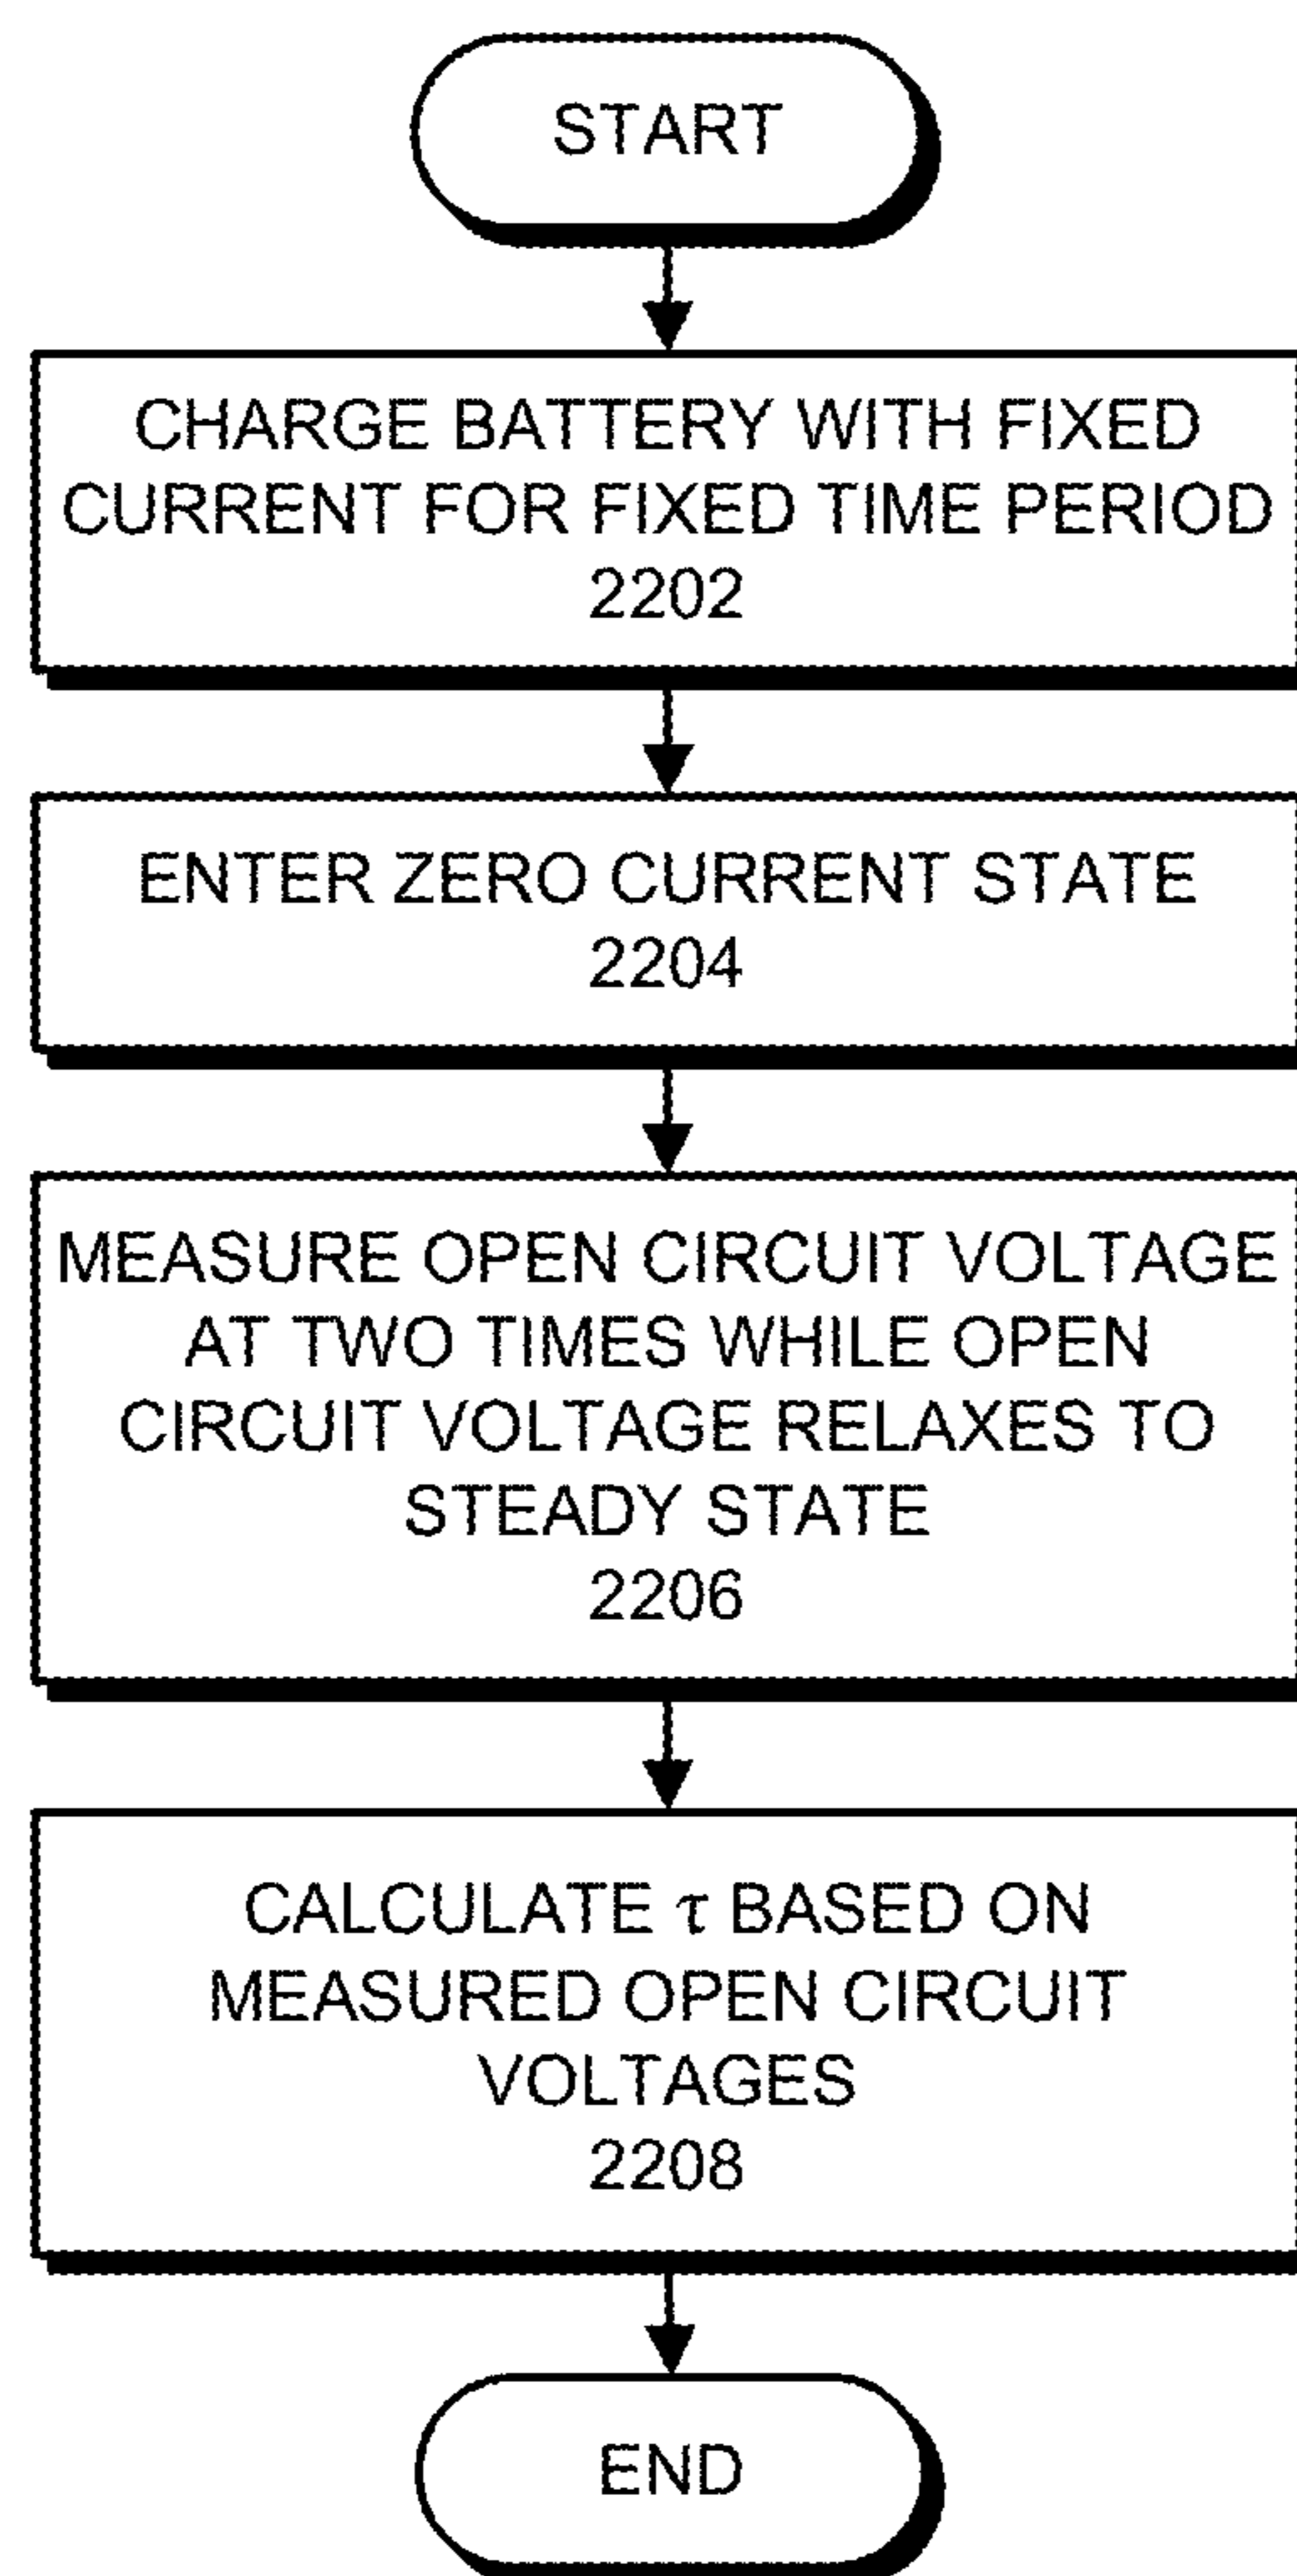 START
CHARGE BATTERY WITH FIXED
CURRENT FOR FIXED TIME PERIOD
2202
ENTER ZERO CURRENT STATE
2204
MEASURE OPEN CIRCUIT VOLTAGE
AT TWO TIMES WHILE OPEN
CIRCUIT VOLTAGE RELAXES TO
STEADY STATE
2206
CALCULATE τ BASED ON
MEASURED OPEN CIRCUIT
VOLTAGES
2208
END